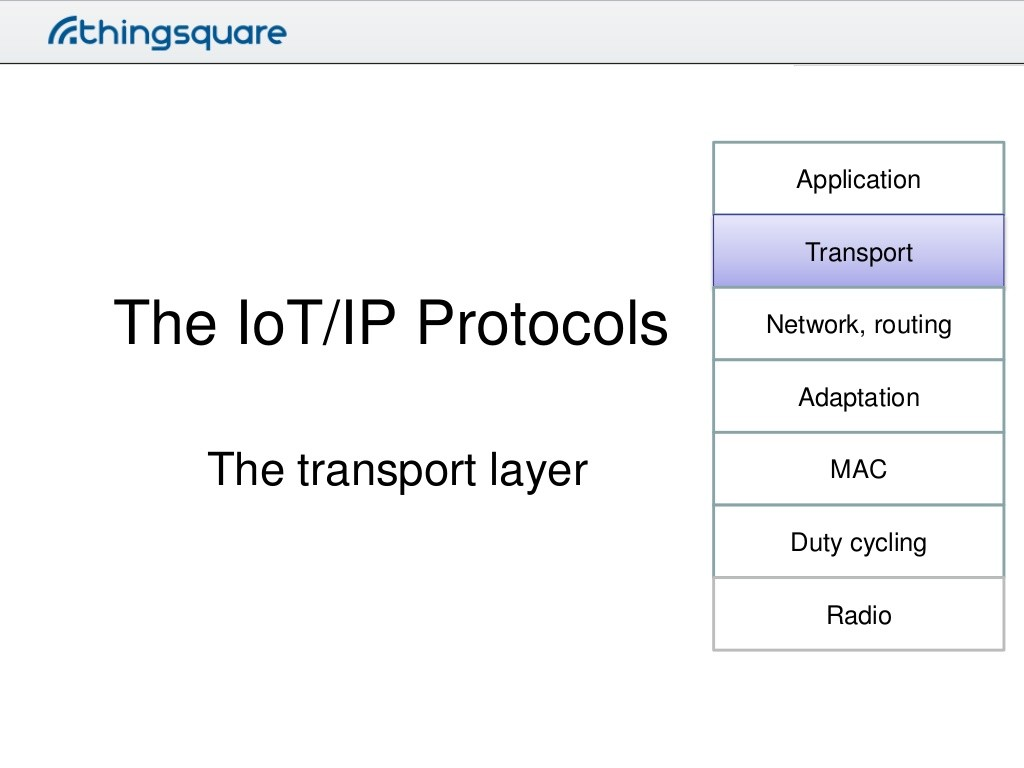 thingsquare
The IoT/IP Protocols
The transport layer
Application
Transport
Network, routing
Adaptation
MAC
Duty cycling
Radio